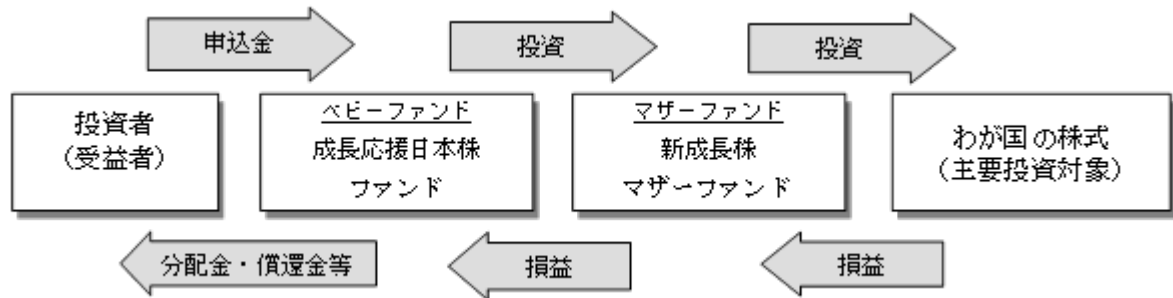 申込金
投資
投資
投資者
（受益者）
ベビーファンド
成長応援日本株
ファンド
マザーファンド
新成長株
マザーファンド
わが国の株式
（主要投資対象）
分配金・償還金等
損益
損益